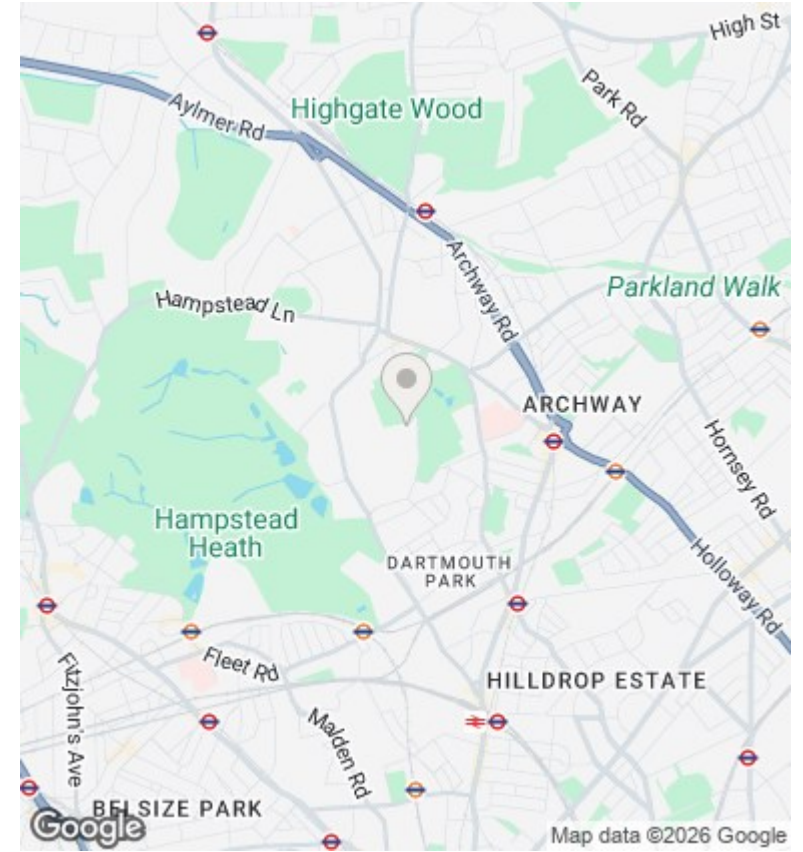 High St
Park Rd
Aylmer Rd
Highgate Wood
Archway Rd
Parkland Walk
Hampstead Ln
ARCHWAY
Hornsey Rd
Hampstead
Heath
DARTMOUTH
PARK
Holloway Rd
Fleet Rd
Fitzjohn's Ave
HILLDROP ESTATE
Malden Rd
BELSIZE PARK
Google
Map data ©2026 Google